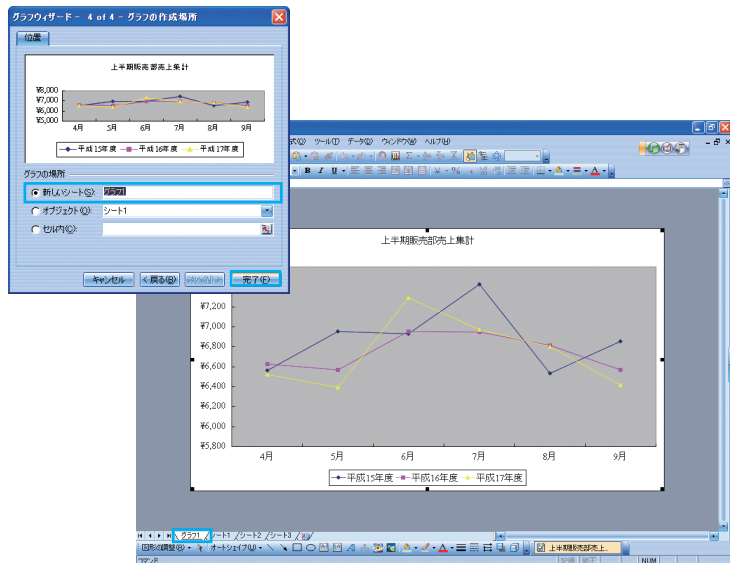 グラフウィザード - 4 of 4 - グラフの作成場所
位置
上半期販売部売上集計
¥8,000
¥7,000
¥6,000
¥5,000
4月 5月 6月 7月 8月 9月
平成15年度 平成16年度 平成17年度
グラフの場所
新しいシート(S): グラフ1
オブジェクト(O): シート1
セル内(C):
キャンセル <戻る(B) 次へ(N)> 完了(F)
ツール(T) データ(D) ウィンドウ(W) ヘルプ(H)
上半期販売部売上集計
¥7,200
¥7,000
¥6,800
¥6,600
¥6,400
¥6,200
¥6,000
¥5,800
4月 5月 6月 7月 8月 9月
平成15年度 平成16年度 平成17年度
グラフ1 シート1 シート2 シート3
図形の調整(R) オートシェイプ(U) 上半期販売部売上...
コマンド NUM